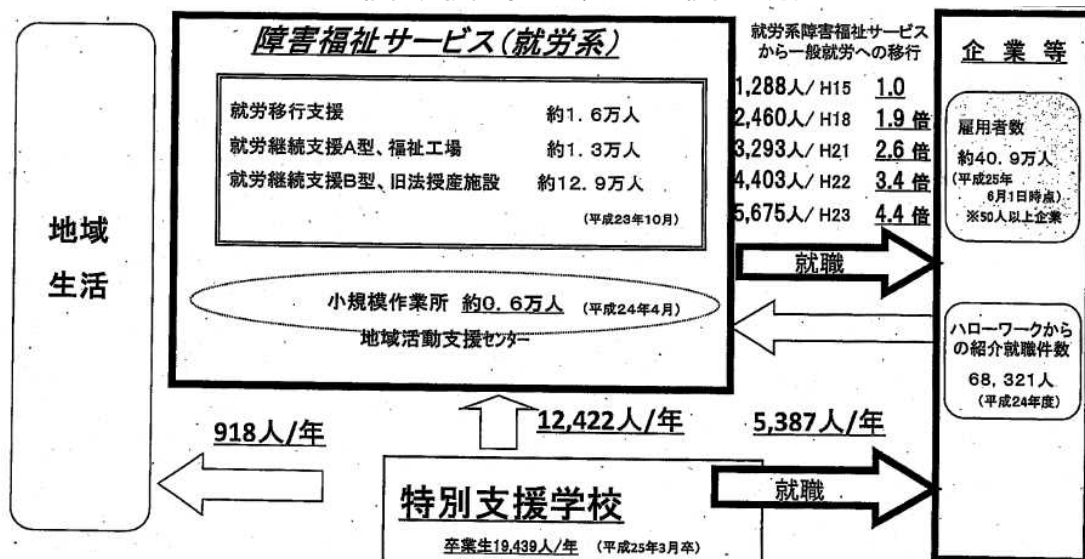 障害福祉サービス(就労系)
就労移行支援 約1.6万人
就労継続支援A型、福祉工場 約1.3万人
就労継続支援B型、旧法授産施設 約12.9万人
(平成23年10月)
小規模作業所 約0.6万人 (平成24年4月)
地域活動支援センター
地域
生活
就労系障害福祉サービス
から一般就労への移行
1,288人/H15 1.0
2,460人/H18 1.9倍
3,293人/H21 2.6倍
4,403人/H22 3.4倍
5,675人/H23 4.4倍
就職
企業等
雇用者数
約40.9万人
(平成25年
6月1日時点)
※50人以上企業
ハローワークから
の紹介就職件数
68,321人
(平成24年度)
918人/年
12,422人/年
5,387人/年
就職
特別支援学校
卒業生19,439人/年 (平成25年3月卒)